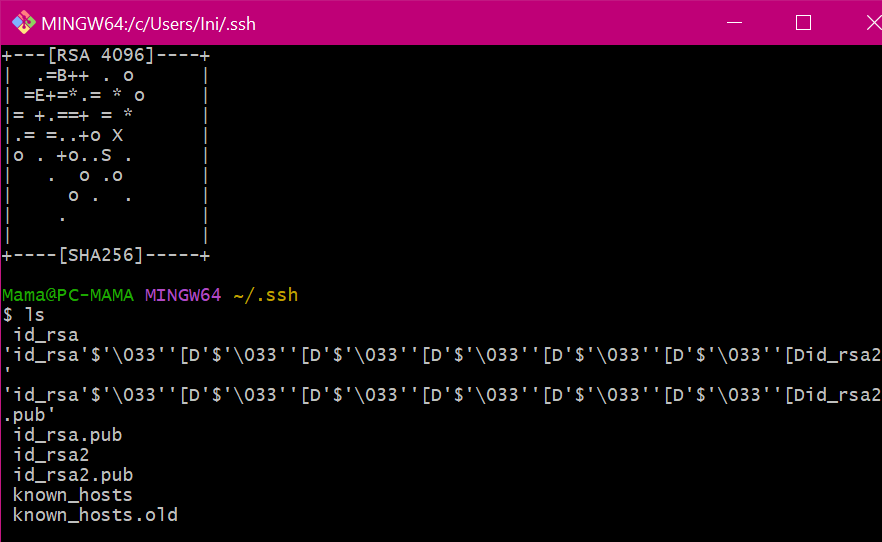 MINGW64:/c/Users/Ini/.ssh
+---[RSA 4096]----+
|  .=B++ . o      |
| =E+=*.= * o     |
|= +.==+ = *      |
|.= =..+o X       |
|o . +o..S .      |
|   .  o .o       |
|     o .  .      |
|    .            |
|                 |
+----[SHA256]-----+
Mama@PC-MAMA MINGW64 ~/.ssh
$ ls
 id_rsa
'id_rsa'$'\033''[D'$'\033''[D'$'\033''[D'$'\033''[D'$'\033''[D'$'\033''[Did_rsa2
'
'id_rsa'$'\033''[D'$'\033''[D'$'\033''[D'$'\033''[D'$'\033''[D'$'\033''[Did_rsa2
.pub'
 id_rsa.pub
 id_rsa2
 id_rsa2.pub
 known_hosts
 known_hosts.old